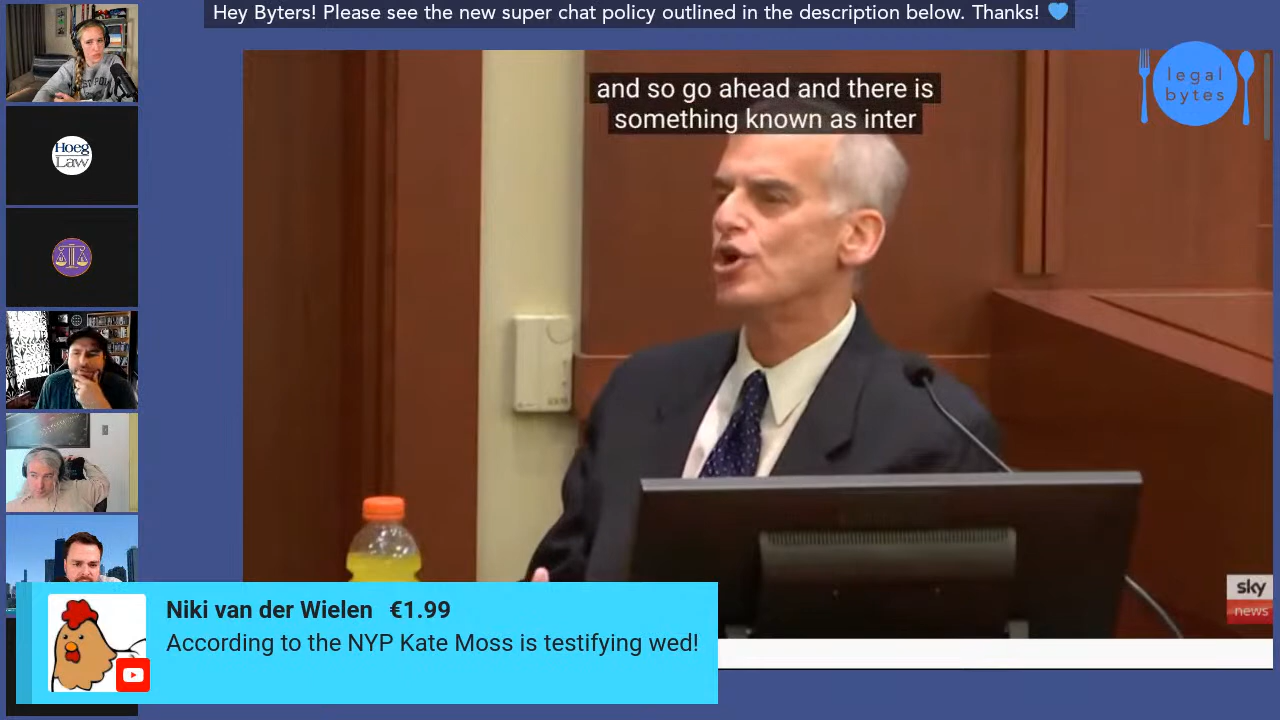 Hey Byters! Please see the new super chat policy outlined in the description below. Thanks!
legal
bytes
and so go ahead and there is
something known as inter
Hoeg
Law
sky
news
Niki van der Wielen €1.99
According to the NYP Kate Moss is testifying wed!